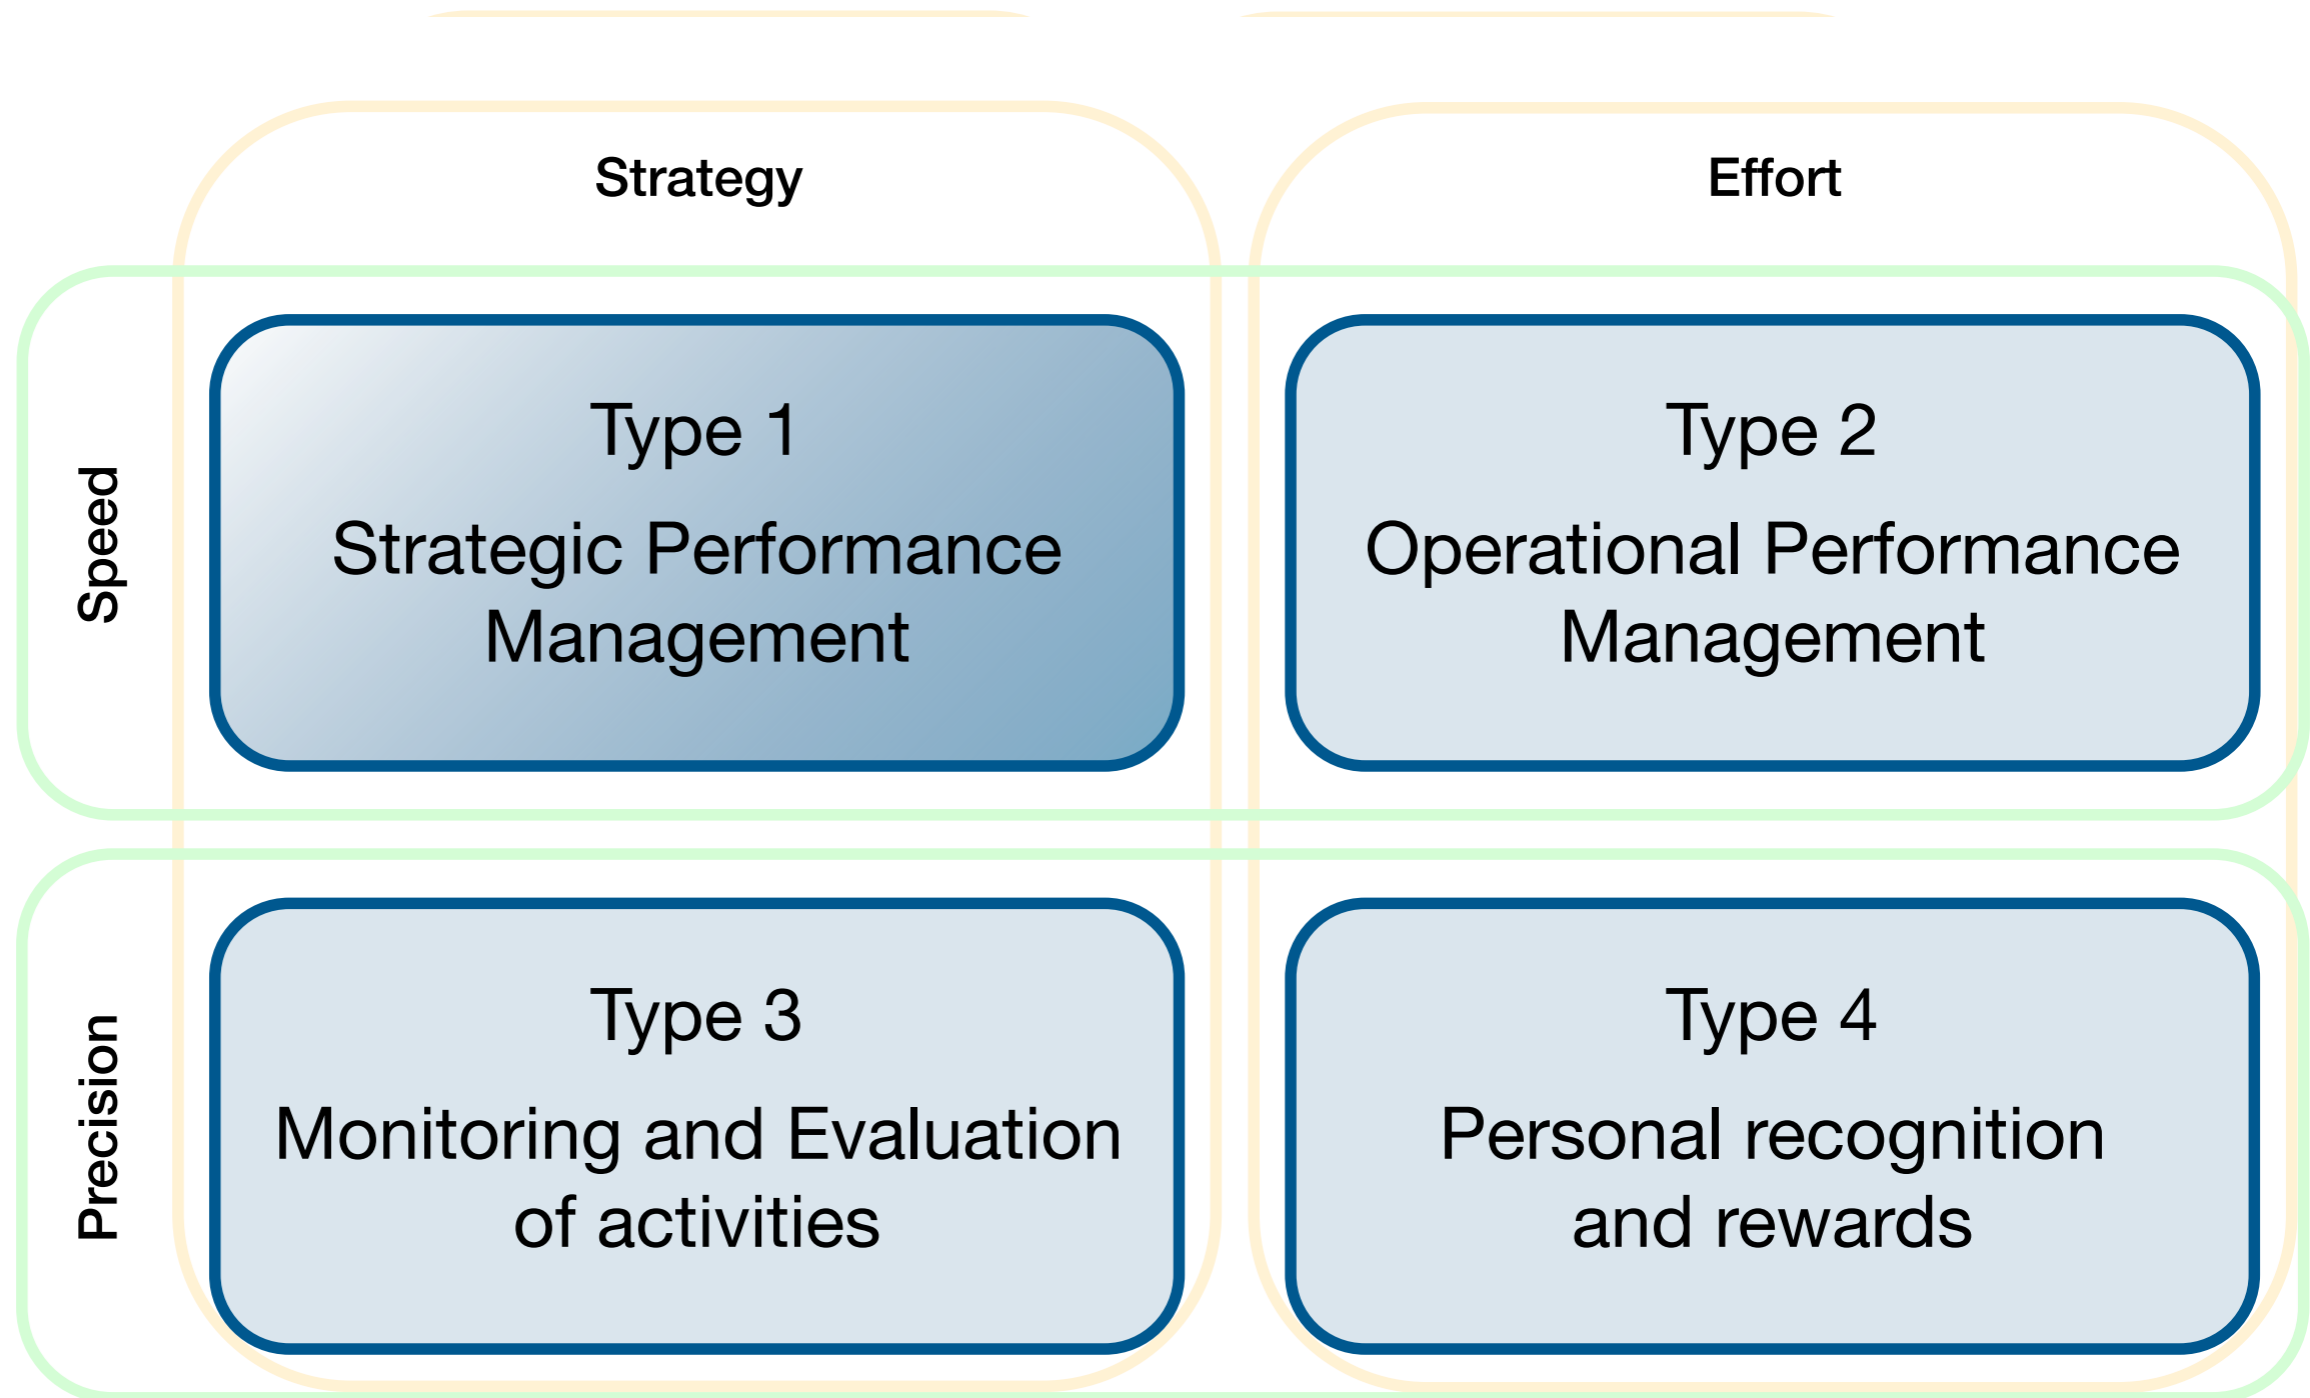 Strategy
Effort
Speed
Type 1
Strategic Performance
Management
Type 2
Operational Performance
Management
Precision
Type 3
Monitoring and Evaluation
of activities
Type 4
Personal recognition
and rewards